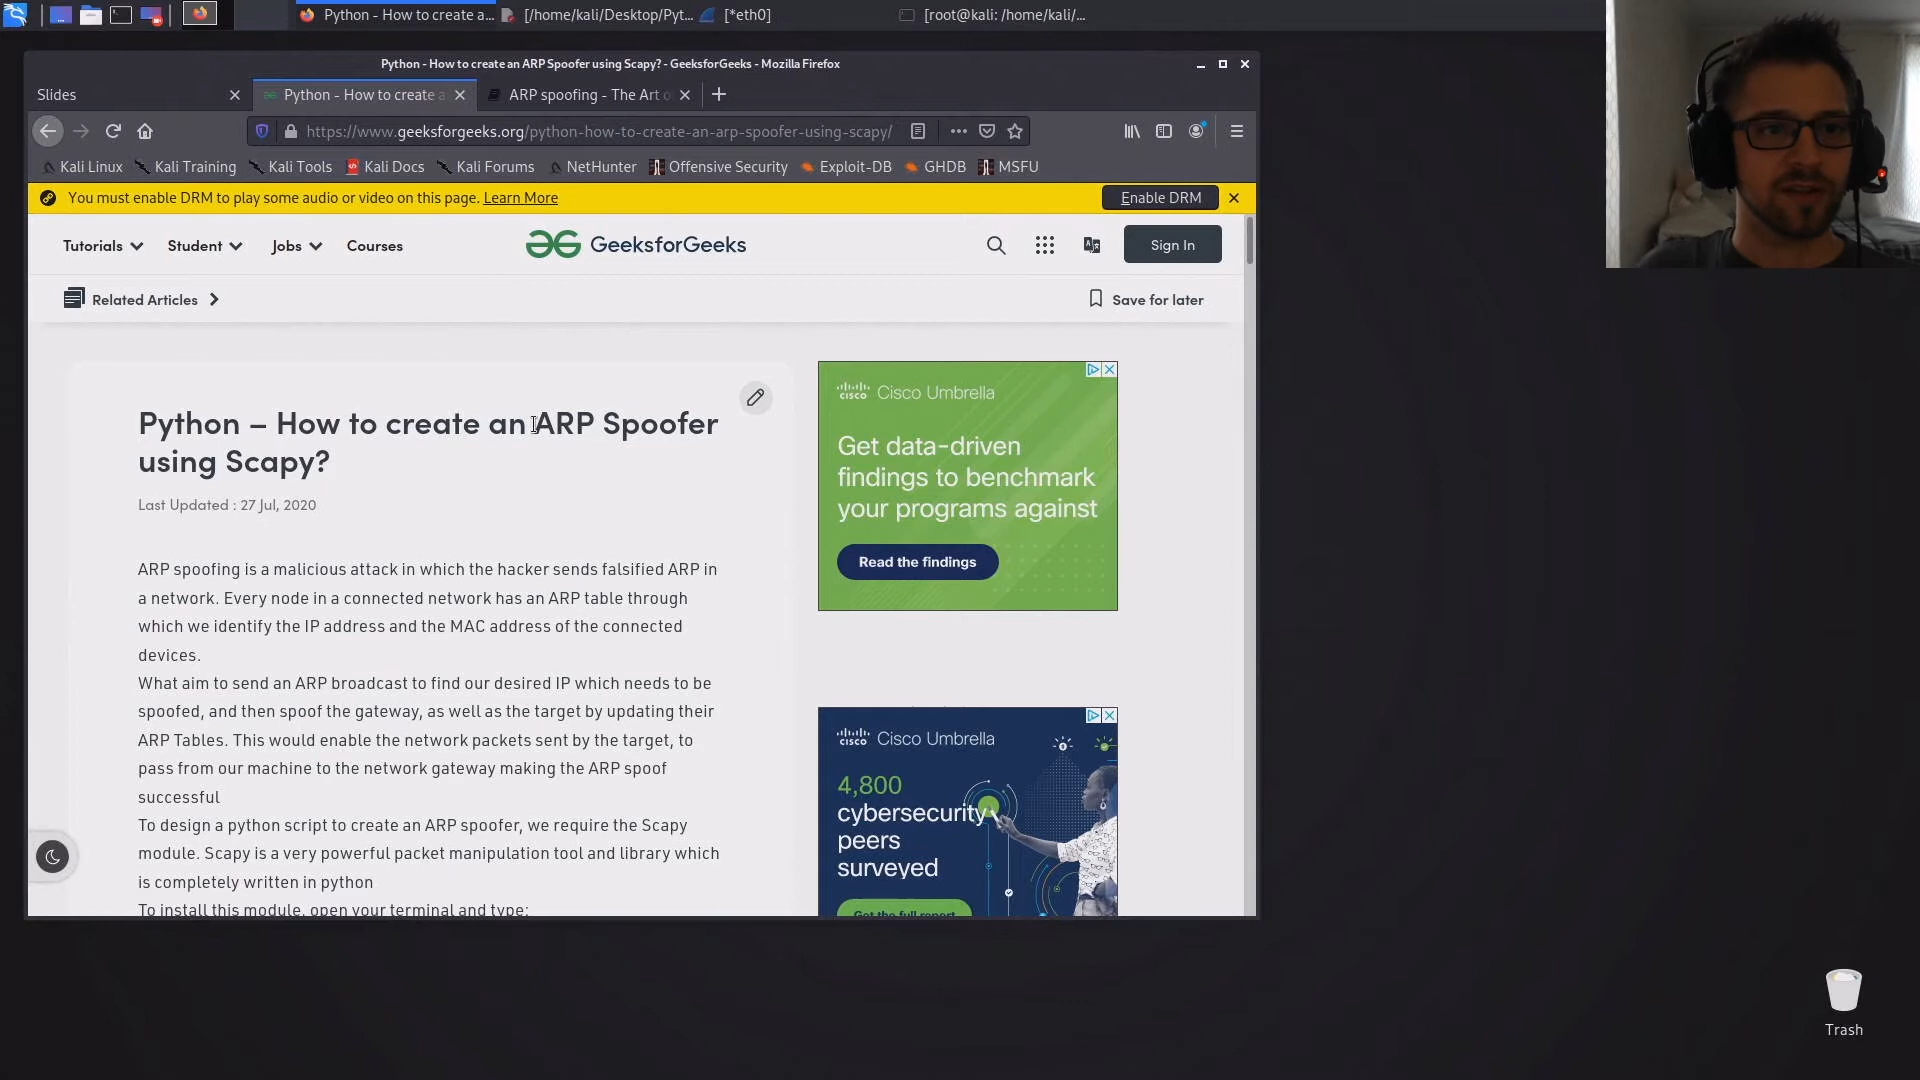 Python - How to create a...
[/home/kali/Desktop/Pyt...
[*eth0]
[root@kali: /home/kali/...
Python - How to create an ARP Spoofer using Scapy? - GeeksforGeeks - Mozilla Firefox
Slides
Python - How to create a
ARP spoofing - The Art o
https://www.geeksforgeeks.org/python-how-to-create-an-arp-spoofer-using-scapy/
Kali Linux
Kali Training
Kali Tools
Kali Docs
Kali Forums
NetHunter
Offensive Security
Exploit-DB
GHDB
MSFU
You must enable DRM to play some audio or video on this page. Learn More
Enable DRM
Tutorials
Student
Jobs
Courses
GeeksforGeeks
Sign In
Related Articles
Save for later
Python – How to create an ARP Spoofer
using Scapy?
Last Updated : 27 Jul, 2020
ARP spoofing is a malicious attack in which the hacker sends falsified ARP in
a network. Every node in a connected network has an ARP table through
which we identify the IP address and the MAC address of the connected
devices.
What aim to send an ARP broadcast to find our desired IP which needs to be
spoofed, and then spoof the gateway, as well as the target by updating their
ARP Tables. This would enable the network packets sent by the target, to
pass from our machine to the network gateway making the ARP spoof
successful
To design a python script to create an ARP spoofer, we require the Scapy
module. Scapy is a very powerful packet manipulation tool and library which
is completely written in python
To install this module, open your terminal and type:
CISCO Cisco Umbrella
Get data-driven
findings to benchmark
your programs against
Read the findings
CISCO Cisco Umbrella
4,800
cybersecurity
peers
surveyed
Get the full report
Trash